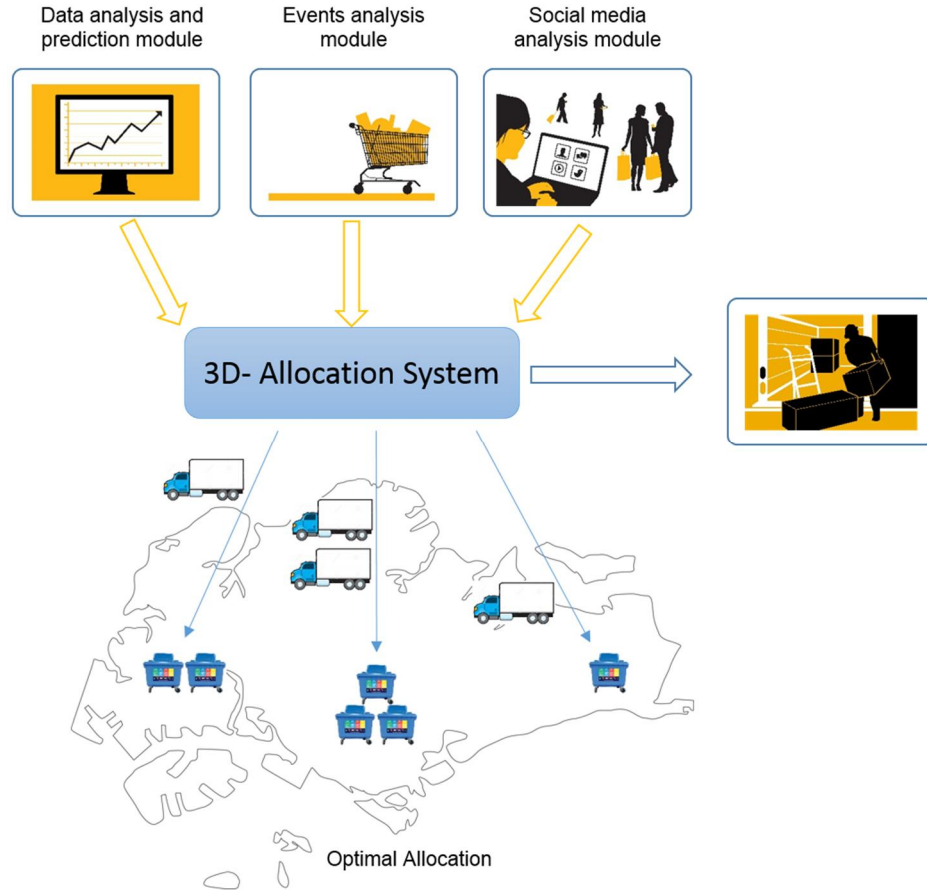 Data analysis and
prediction module
Events analysis
module
Social media
analysis module
3D- Allocation System
Optimal Allocation